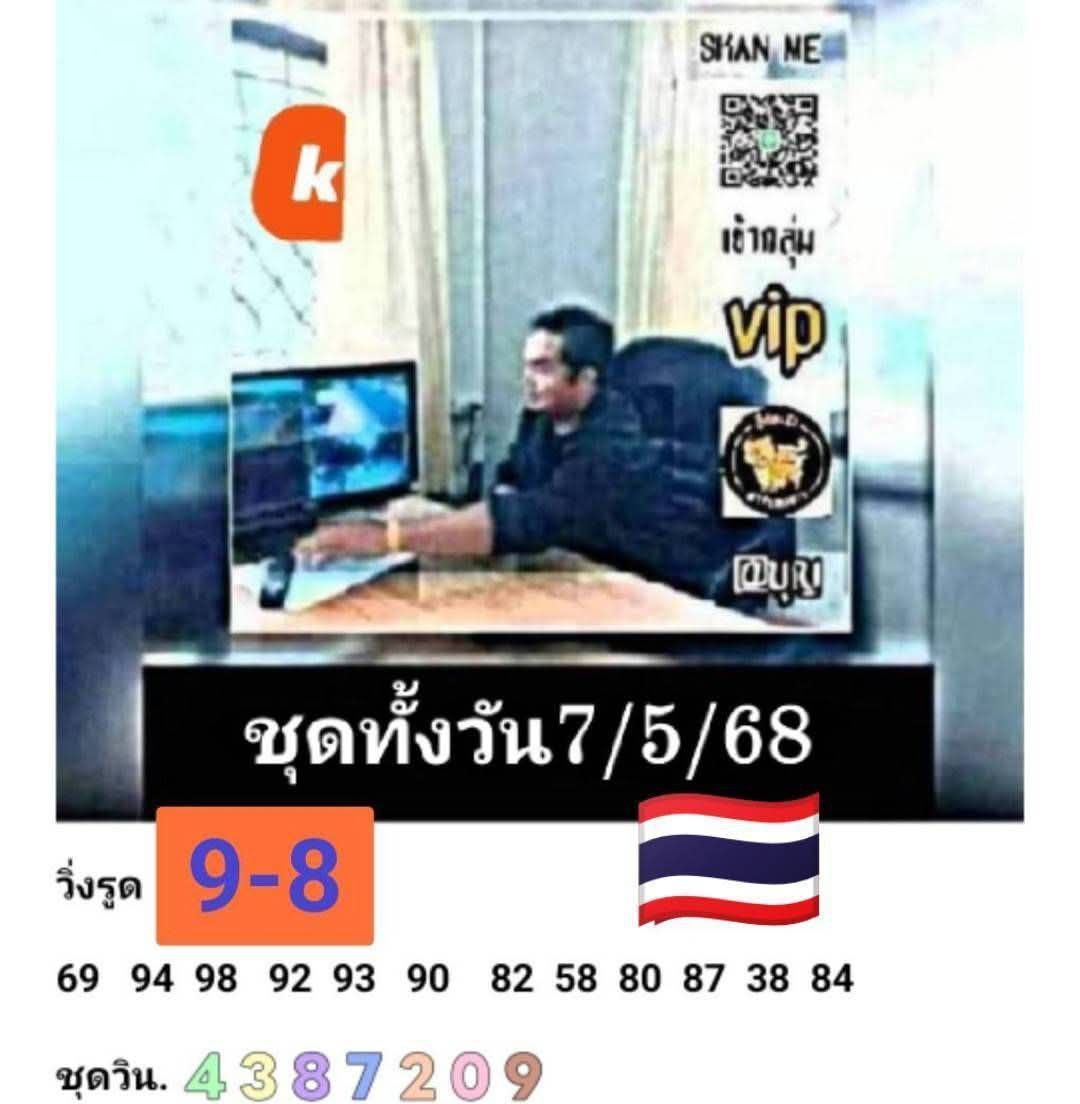 SKAN ME
k
เข้ากลุ่ม
vip
@บุญ
ชุดทั้งวัน7/5/68
วิ่งรูด 9-8
69 94 98 92 93 90 82 58 80 87 38 84
ชุดวิน. 4387209